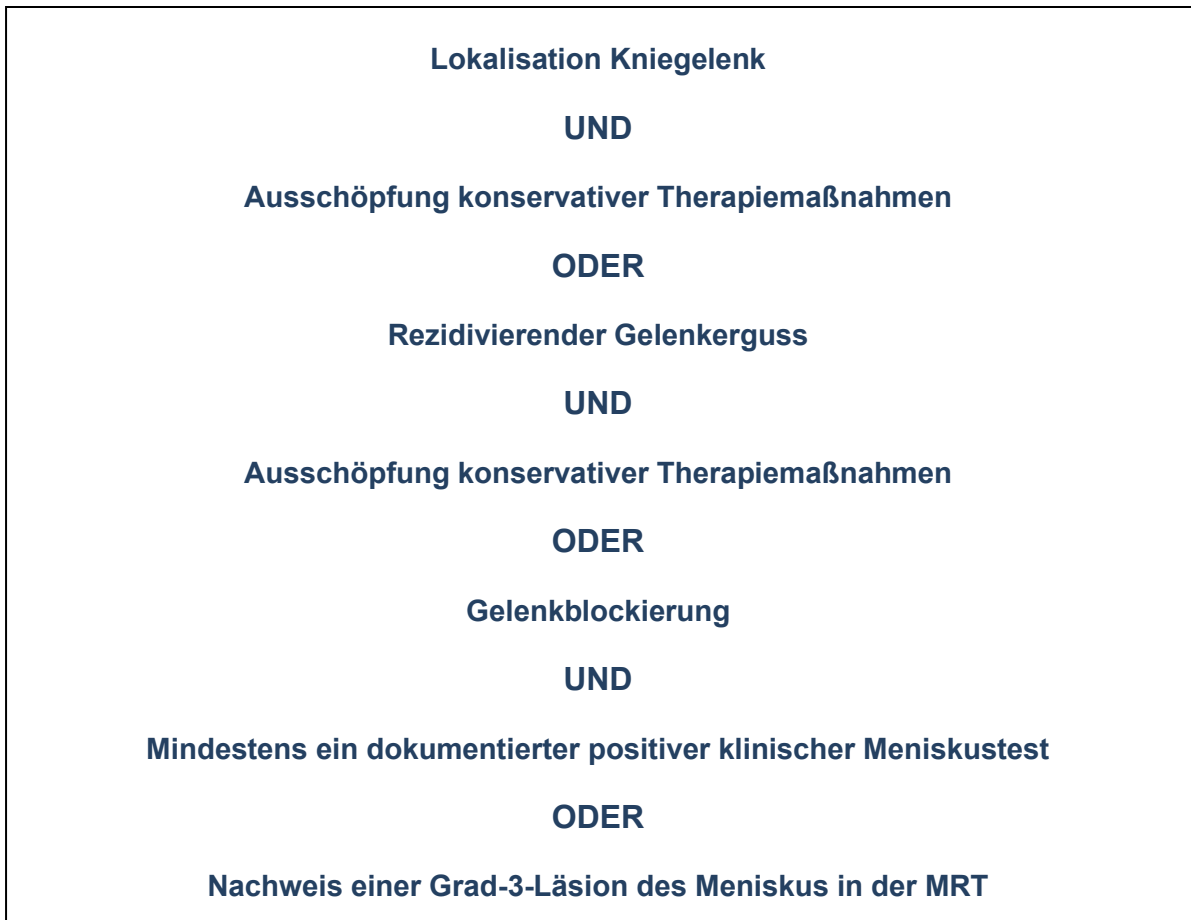 Lokalisation Kniegelenk
UND
Ausschöpfung konservativer Therapiemaßnahmen
ODER
Rezidivierender Gelenkerguss
UND
Ausschöpfung konservativer Therapiemaßnahmen
ODER
Gelenkblockierung
UND
Mindestens ein dokumentierter positiver klinischer Meniskustest
ODER
Nachweis einer Grad-3-Läsion des Meniskus in der MRT